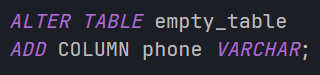 ALTER TABLE empty_table
ADD COLUMN phone VARCHAR;